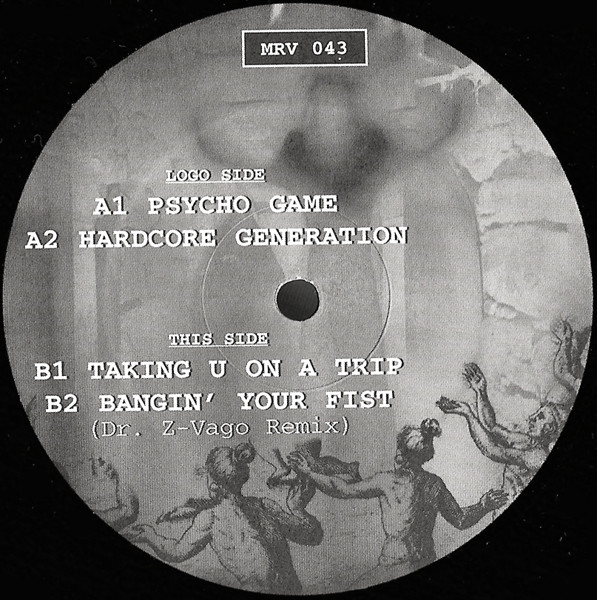 MRV 043
LOGO SIDE
A1 PSYCHO GAME
A2 HARDCORE GENERATION
THIS SIDE
B1 TAKING U ON A TRIP
B2 BANGIN' YOUR FIST
(Dr. Z-Vago Remix)